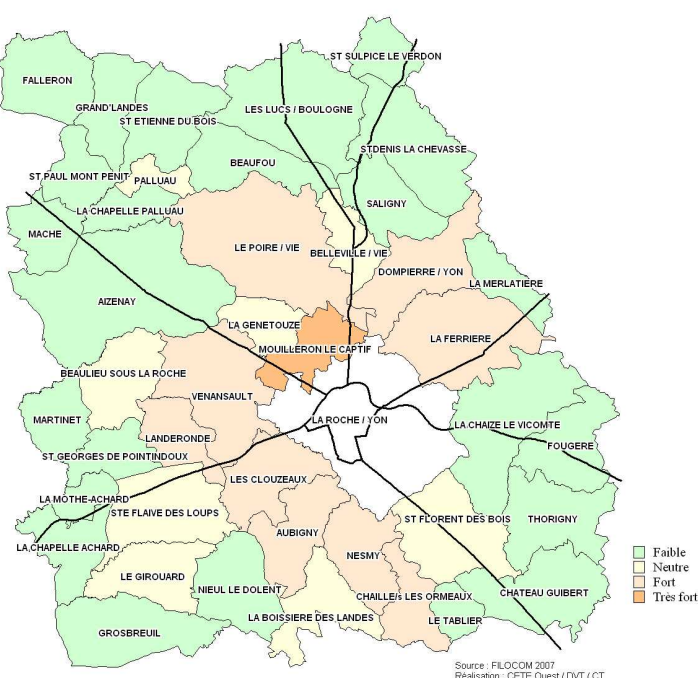 ST SULPICE LE VERDON
FALLERON
GRAND'LANDES
LES LUCS / BOULOGNE
ST ETIENNE DU BOIS
STDENIS LA CHEVASSE
BEAUFOU
ST PAUL MONT PENIT
PALLUAU
SALIGNY
LA CHAPELLE PALLUAU
MACHE
LE POIRE / VIE
BELLEVILLE / VIE
DOMPIERRE / YON
LA MERLATIERE
AIZENAY
LA GENETOUZE
LA FERRIERE
MOUILLERON LE CAPTIF
BEAULIEU SOUS LA ROCHE
VENANSAULT
MARTINET
LA ROCHE / YON
LA CHAIZE LE VICOMTE
LANDERONDE
FOUGERE
ST GEORGES DE POINTINDOUX
LES CLOUZEAUX
LA MOTHE-ACHARD
STE FLAIVE DES LOUPS
ST FLORENT DES BOIS
THORIGNY
AUBIGNY
LA CHAPELLE ACHARD
NESMY
Faible
Neutre
Fort
Très fort
LE GIROUARD
NIEUL LE DOLENT
CHAILLE/s LES ORMEAUX
CHATEAU GUIBERT
LA BOISSIERE DES LANDES
LE TABLIER
GROSBREUIL
Source : FILOCOM 2007
Réalisation : CETE Ouest / DVT / CT